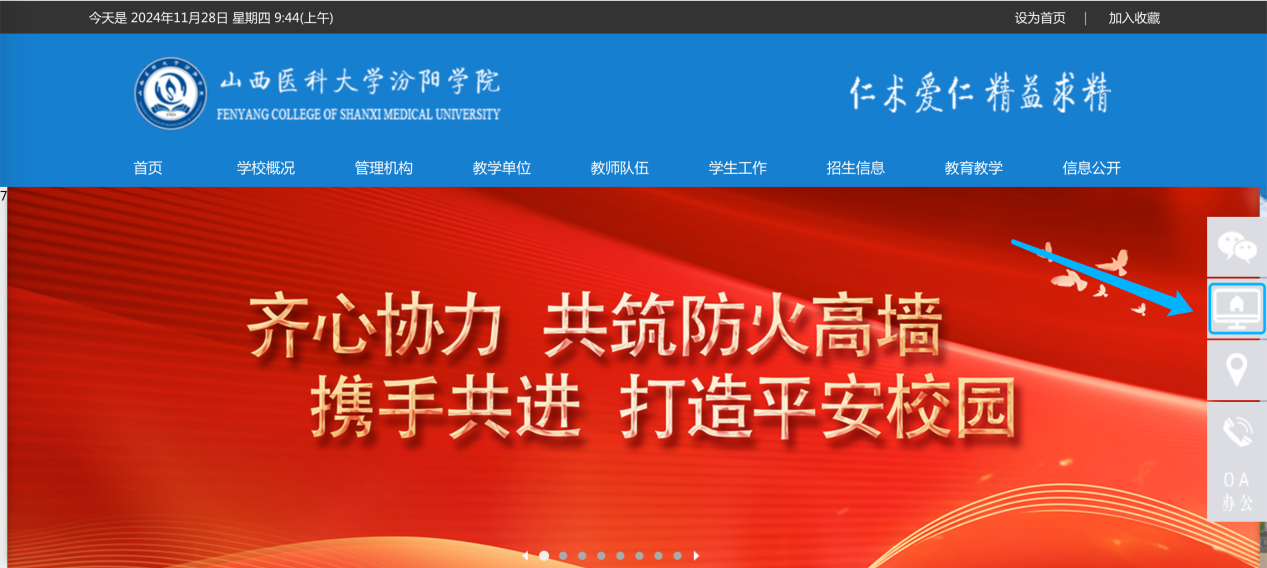 今天是 2024年11月28日 星期四 9:44(上午)
设为首页 | 加入收藏
山西医科大学汾阳学院
FENYANG COLLEGE OF SHANXI MEDICAL UNIVERSITY
仁术爱仁 精益求精
首页 学校概况 管理机构 教学单位 教师队伍 学生工作 招生信息 教育教学 信息公开
7
齐心协力 共筑防火高墙
携手共进 打造平安校园
OA
办公